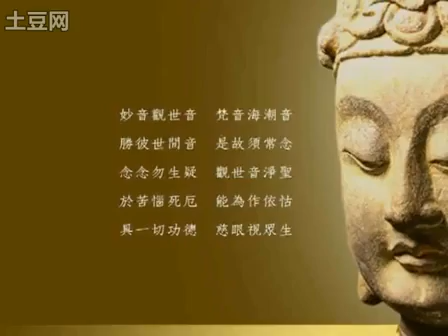 土豆网
妙音觀世音 梵音海潮音
勝彼世間音 是故須常念
念念勿生疑 觀世音淨聖
於苦惱死厄 能為作依怙
具一切功德 慈眼視眾生